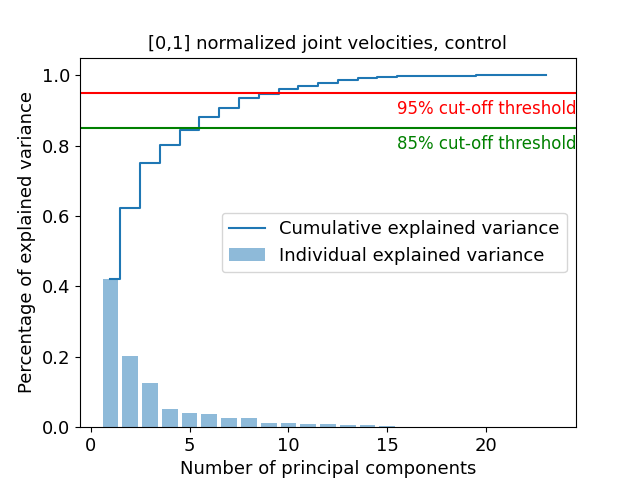 [0,1] normalized joint velocities, control
Percentage of explained variance
1.0
0.8
0.6
0.4
0.2
0.0
95% cut-off threshold
85% cut-off threshold
Cumulative explained variance
Individual explained variance
0 5 10 15 20
Number of principal components